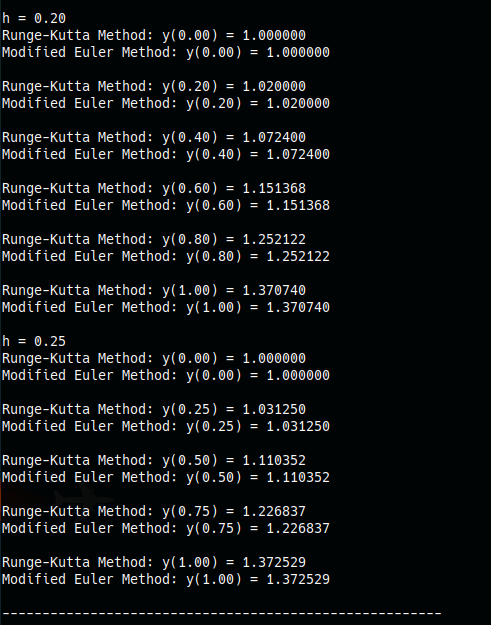 h = 0.20
Runge-Kutta Method: y(0.00) = 1.000000
Modified Euler Method: y(0.00) = 1.000000
Runge-Kutta Method: y(0.20) = 1.020000
Modified Euler Method: y(0.20) = 1.020000
Runge-Kutta Method: y(0.40) = 1.072400
Modified Euler Method: y(0.40) = 1.072400
Runge-Kutta Method: y(0.60) = 1.151368
Modified Euler Method: y(0.60) = 1.151368
Runge-Kutta Method: y(0.80) = 1.252122
Modified Euler Method: y(0.80) = 1.252122
Runge-Kutta Method: y(1.00) = 1.370740
Modified Euler Method: y(1.00) = 1.370740
h = 0.25
Runge-Kutta Method: y(0.00) = 1.000000
Modified Euler Method: y(0.00) = 1.000000
Runge-Kutta Method: y(0.25) = 1.031250
Modified Euler Method: y(0.25) = 1.031250
Runge-Kutta Method: y(0.50) = 1.110352
Modified Euler Method: y(0.50) = 1.110352
Runge-Kutta Method: y(0.75) = 1.226837
Modified Euler Method: y(0.75) = 1.226837
Runge-Kutta Method: y(1.00) = 1.372529
Modified Euler Method: y(1.00) = 1.372529
-------------------------------------------------------